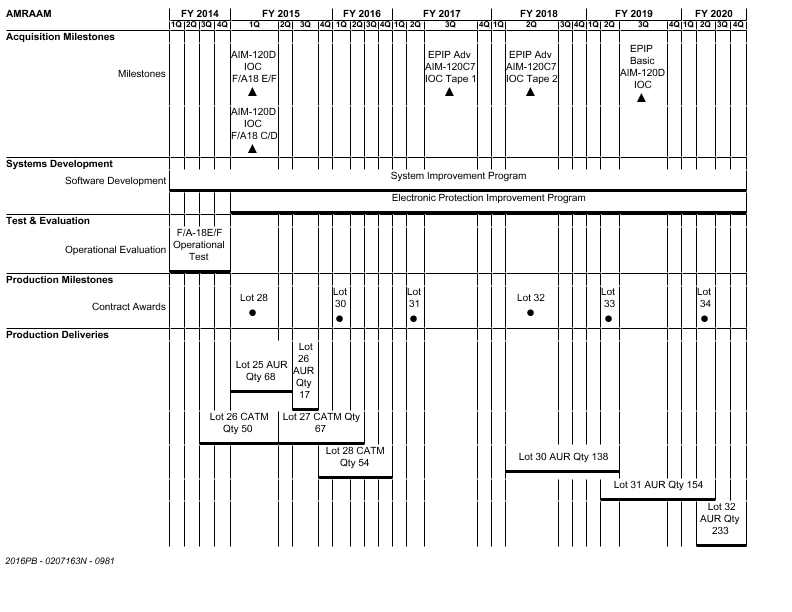 AMRAAM
FY 2014 FY 2015 FY 2016 FY 2017 FY 2018 FY 2019 FY 2020
1Q 2Q 3Q 4Q 1Q 2Q 3Q 4Q 1Q 2Q 3Q 4Q 1Q 2Q 3Q 4Q 1Q 2Q 3Q 4Q 1Q 2Q 3Q 4Q 1Q 2Q 3Q 4Q
Acquisition Milestones
Milestones
AIM-120D
IOC
F/A18 E/F
AIM-120D
IOC
F/A18 C/D
EPIP Adv
AIM-120C7
IOC Tape 1
EPIP Adv
AIM-120C7
IOC Tape 2
EPIP
Basic
AIM-120D
IOC
Systems Development
Software Development
System Improvement Program
Electronic Protection Improvement Program
Test & Evaluation
Operational Evaluation
F/A-18E/F
Operational
Test
Production Milestones
Contract Awards
Lot 28
Lot
30
Lot
31
Lot 32
Lot
33
Lot
34
Production Deliveries
Lot 25 AUR
Qty 68
Lot
26
AUR
Qty
17
Lot 26 CATM
Qty 50
Lot 27 CATM Qty
67
Lot 28 CATM
Qty 54
Lot 30 AUR Qty 138
Lot 31 AUR Qty 154
Lot 32
AUR Qty
233
2016PB - 0207163N - 0981